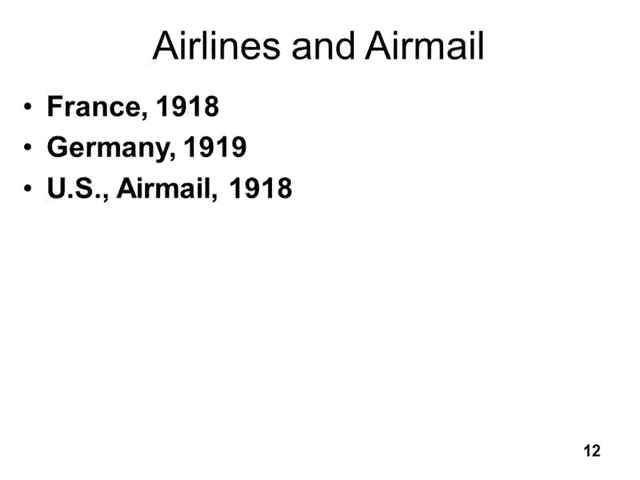 Airlines and Airmail
• France, 1918
• Germany, 1919
• U.S., Airmail, 1918
12